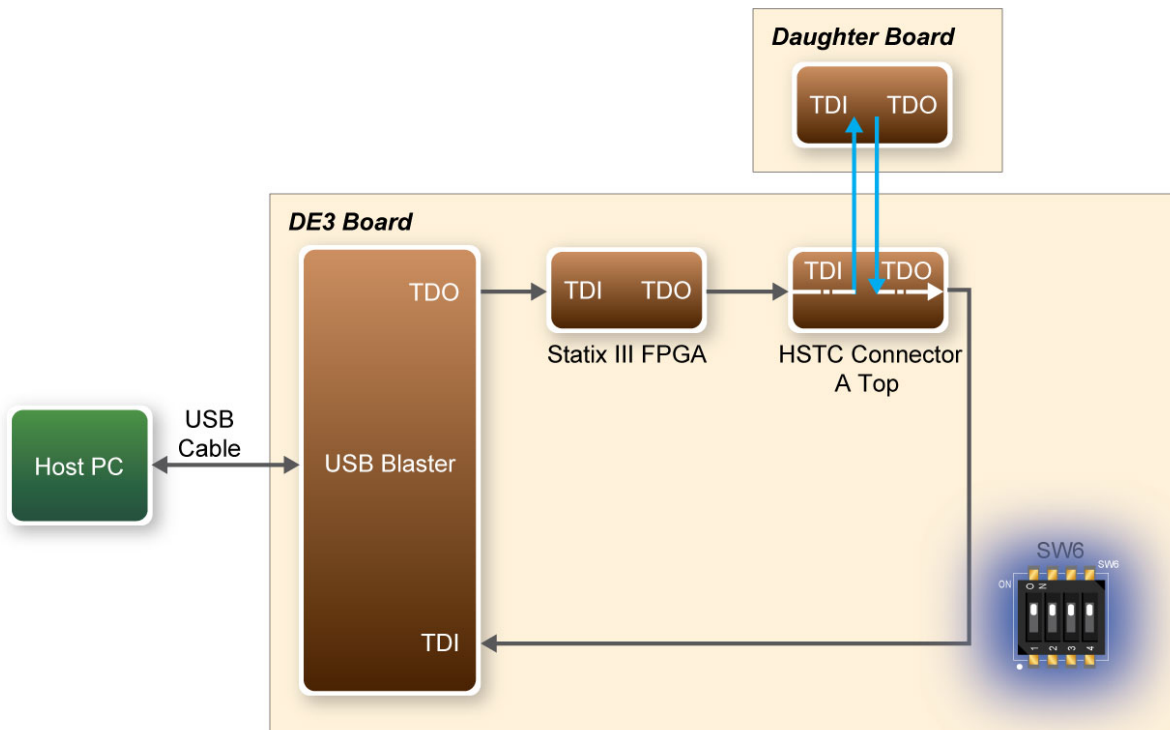 Daughter Board
TDI TDO
DE3 Board
TDO
TDI TDO
TDI TDO
Statix III FPGA
HSTC Connector
A Top
USB
Cable
Host PC
USB Blaster
TDI
SW6
SW6
ON
O N
1 2 3 4